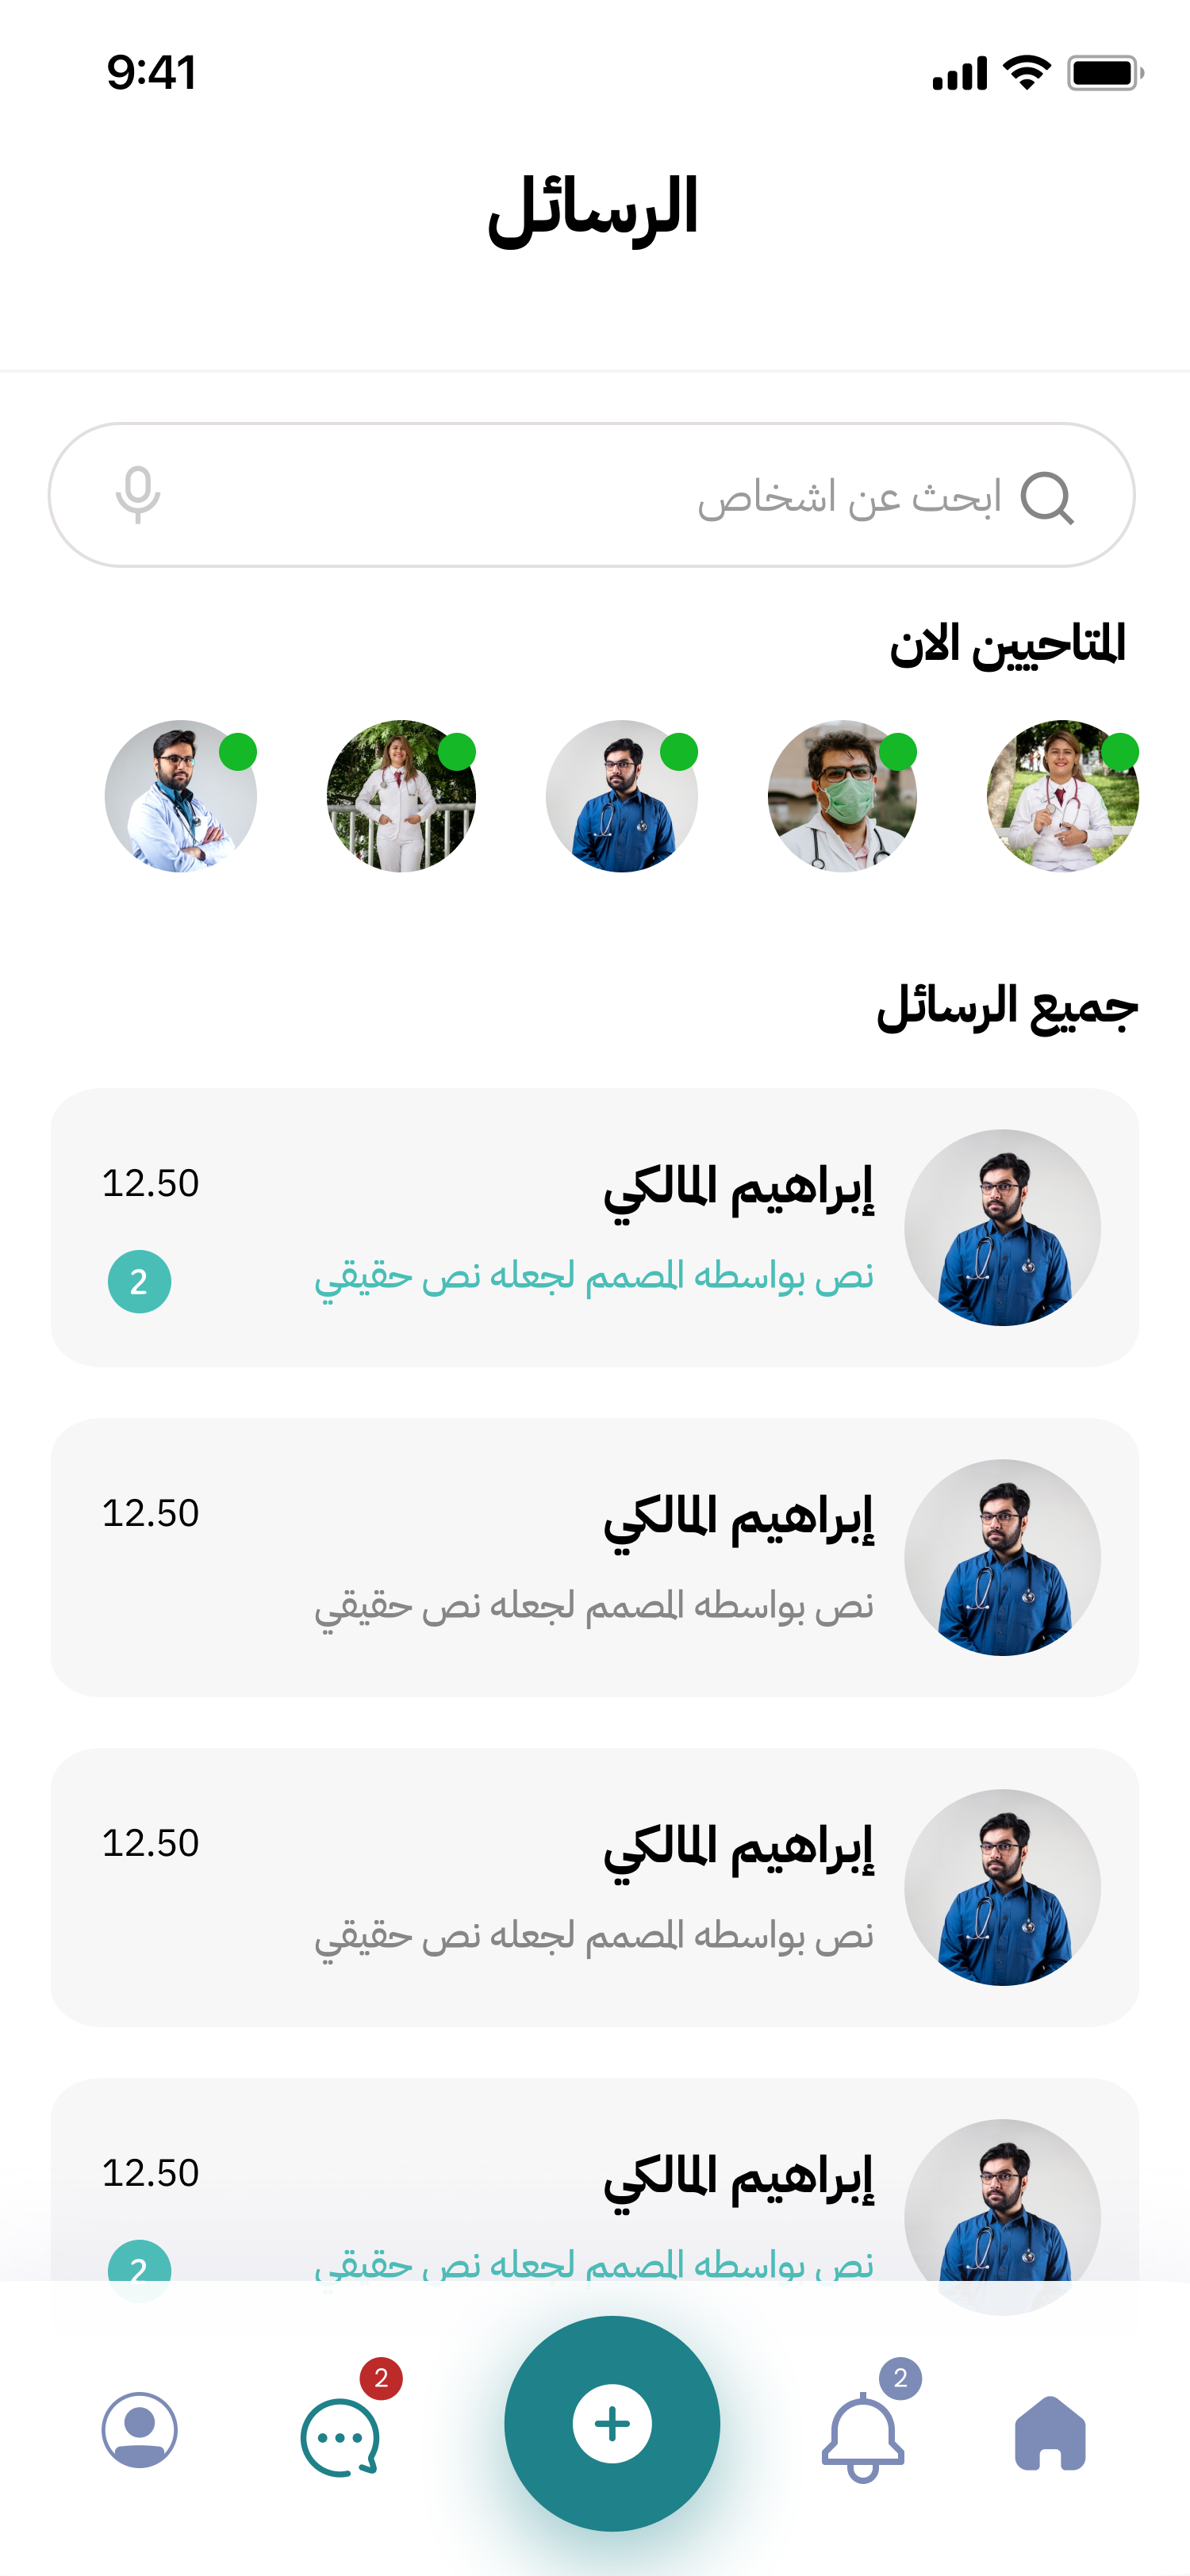 9:41
الرسائل
ابحث عن اشخاص
المتاحيين الان
جميع الرسائل
إبراهيم المالكي
12.50
نص بواسطه المصمم لجعله نص حقيقي
2
إبراهيم المالكي
12.50
نص بواسطه المصمم لجعله نص حقيقي
إبراهيم المالكي
12.50
نص بواسطه المصمم لجعله نص حقيقي
إبراهيم المالكي
12.50
نص بواسطه المصمم لجعله نص حقيقي
2
2
2